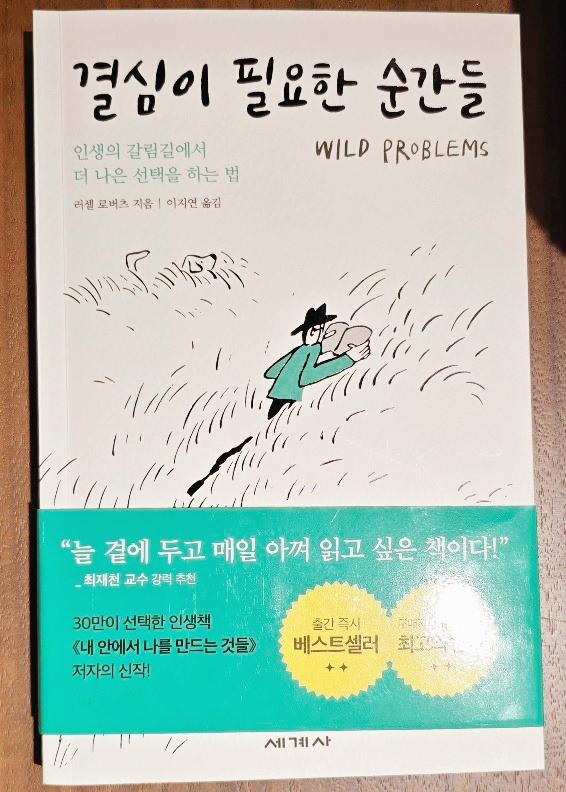 결심이 필요한 순간들
WILD PROBLEMS
인생의 갈림길에서
더 나은 선택을 하는 법
러셀 로버츠 지음 | 이지연 옮김
“늘 곁에 두고 매일 아껴 읽고 싶은 책이다!”
_ 최재천 교수 강력 추천
30만이 선택한 인생책
《내 안에서 나를 만드는 것들》
저자의 신작!
출간 즉시
베스트셀러
세계사